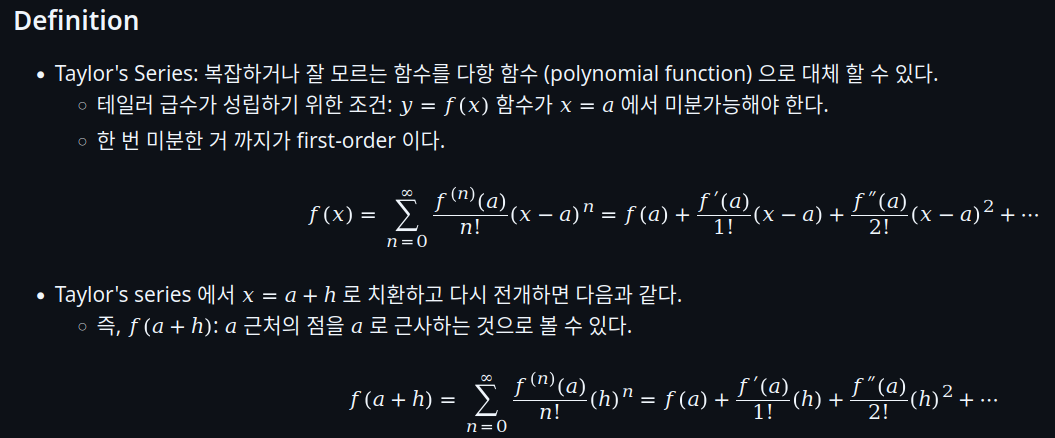 Definition
• Taylor's Series: 복잡하거나 잘 모르는 함수를 다항 함수 (polynomial function) 으로 대체 할 수 있다.
◦ 테일러 급수가 성립하기 위한 조건: y = f(x) 함수가 x = a 에서 미분가능해야 한다.
◦ 한 번 미분한 거 까지가 first-order 이다.
f(x) = ∑_{n=0}^{∞} \frac{f^{(n)}(a)}{n!}(x − a)^n = f(a) + \frac{f′(a)}{1!}(x − a) + \frac{f″(a)}{2!}(x − a)^2 + ⋯
• Taylor's series 에서 x = a + h 로 치환하고 다시 전개하면 다음과 같다.
◦ 즉, f(a + h): a 근처의 점을 a 로 근사하는 것으로 볼 수 있다.
f(a + h) = ∑_{n=0}^{∞} \frac{f^{(n)}(a)}{n!}(h)^n = f(a) + \frac{f′(a)}{1!}(h) + \frac{f″(a)}{2!}(h)^2 + ⋯